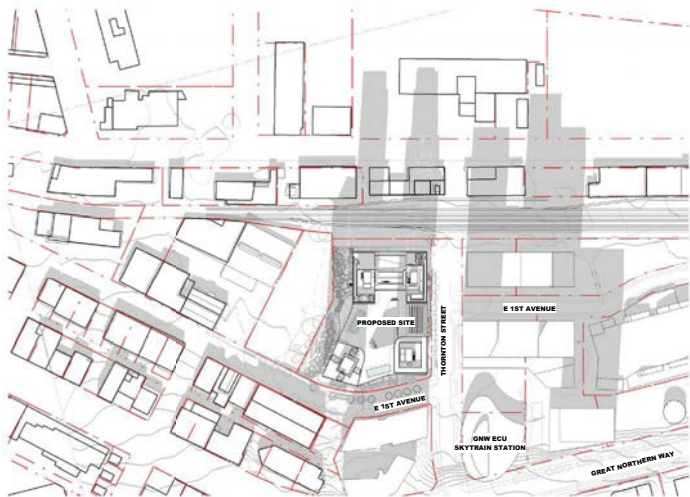 PROPOSED SITE
THORNTON STREET
E 1ST AVENUE
E 1ST AVENUE
GNW ECU
SKYTRAIN STATION
GREAT NORTHERN WAY